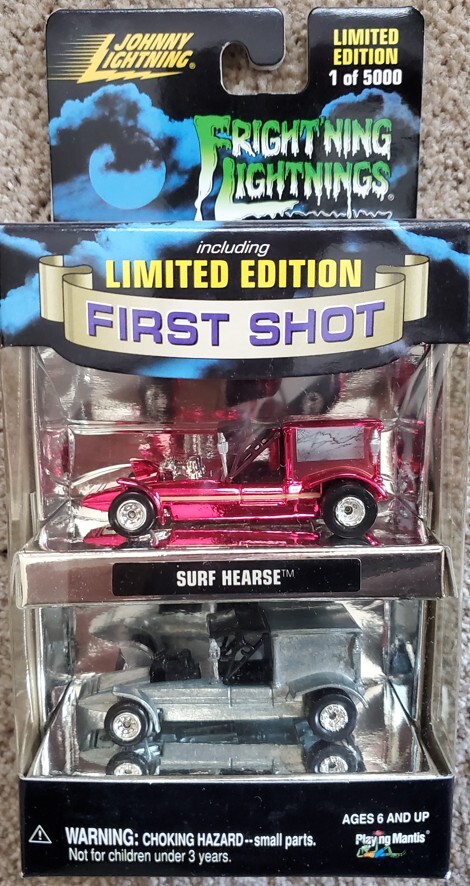 JOHNNY
LIGHTNING®
LIMITED
EDITION
1 of 5000
FRIGHT'NING
LIGHTNINGS®
including
LIMITED EDITION
FIRST SHOT
SURF HEARSE™
AGES 6 AND UP
WARNING: CHOKING HAZARD--small parts.
Not for children under 3 years.
Playing Mantis®